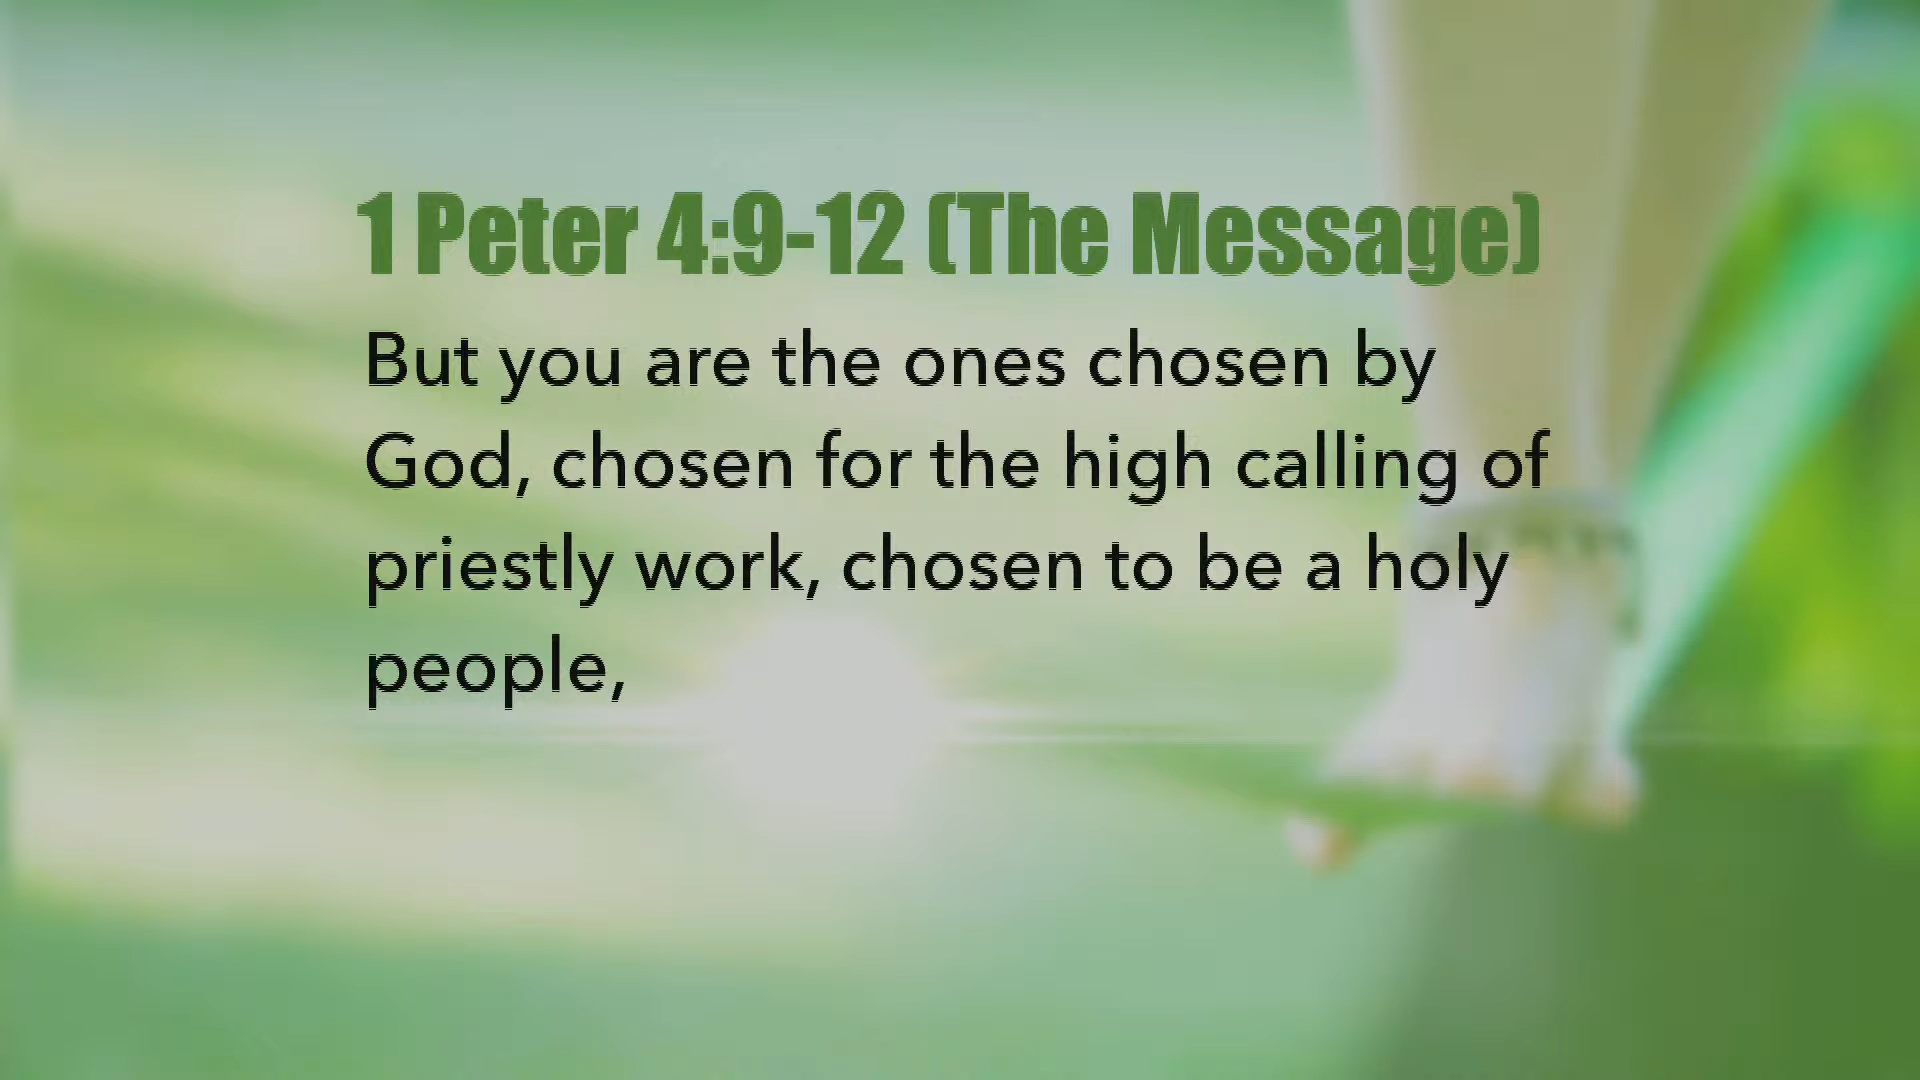 1 Peter 4:9-12 (The Message)
But you are the ones chosen by
God, chosen for the high calling of
priestly work, chosen to be a holy
people,